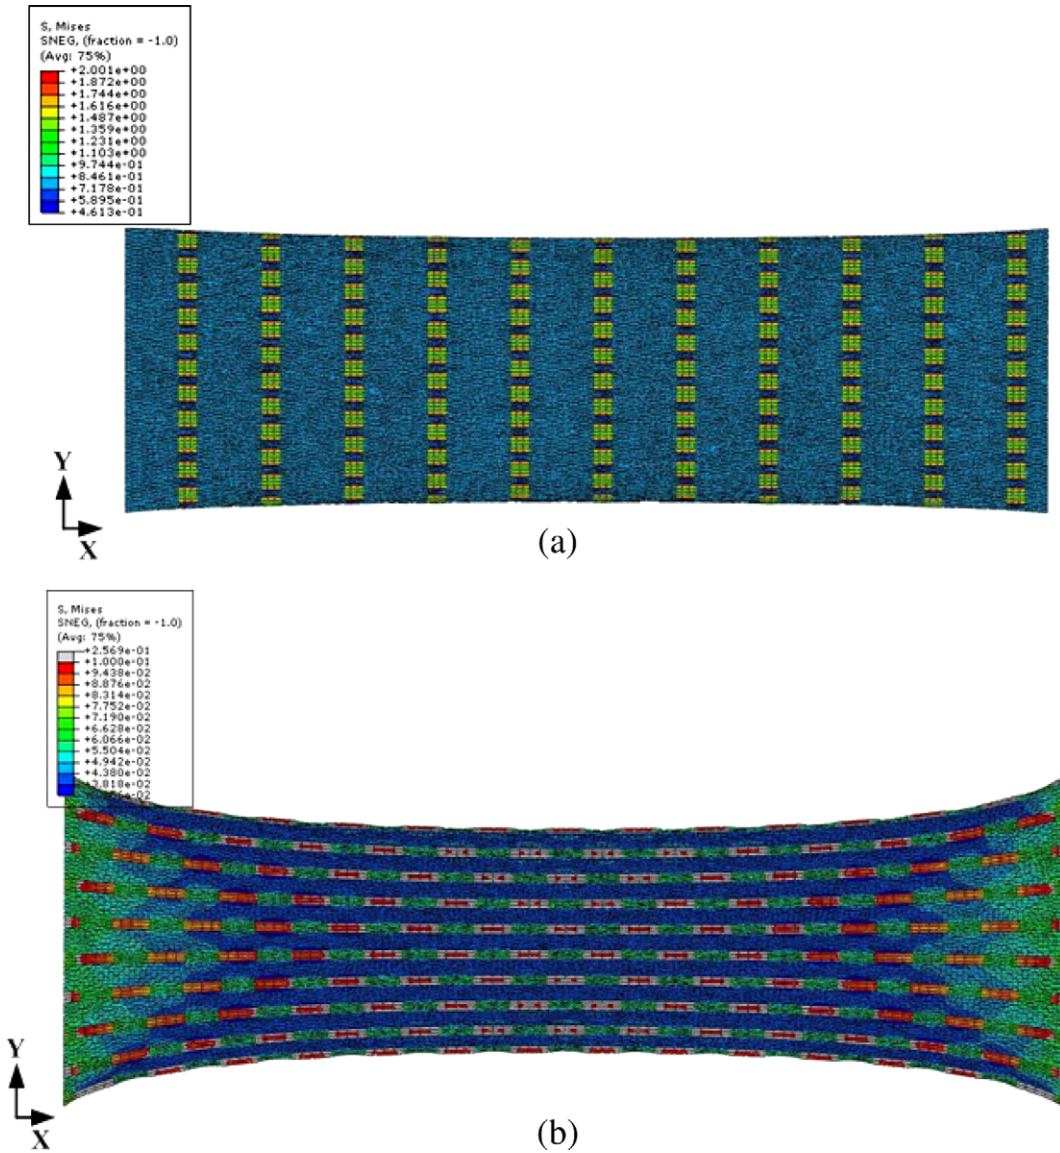 S, Mises
SNEG, (fraction = -1.0)
(Avg: 75%)
+2.001e+00
+1.872e+00
+1.744e+00
+1.616e+00
+1.487e+00
+1.359e+00
+1.231e+00
+1.103e+00
+9.744e-01
+8.461e-01
+7.178e-01
+5.895e-01
+4.613e-01
Y
X
(a)
S, Mises
SNEG, (fraction = -1.0)
(Avg: 75%)
+2.569e-01
+1.000e-01
+9.438e-02
+8.876e-02
+8.314e-02
+7.752e-02
+7.190e-02
+6.628e-02
+6.066e-02
+5.504e-02
+4.942e-02
+4.380e-02
+3.818e-02
Y
X
(b)